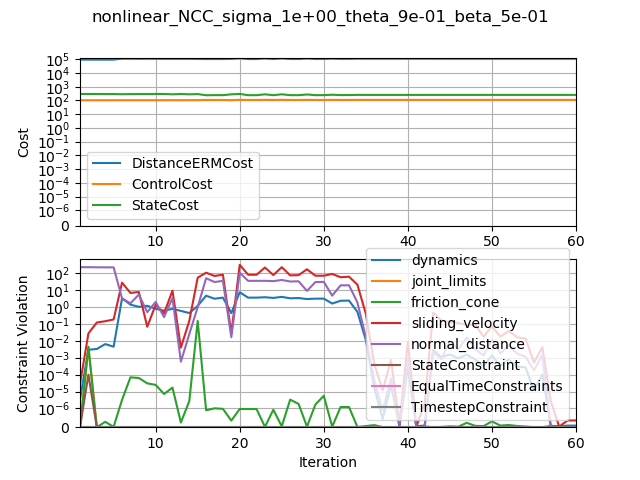 nonlinear_NCC_sigma_1e+00_theta_9e-01_beta_5e-01
Cost
10^5
10^4
10^3
10^2
10^1
10^0
10^-1
10^-2
10^-3
10^-4
10^-5
10^-6
0
DistanceERMCost
ControlCost
StateCost
10 20 30 40 50 60
Constraint Violation
10^2
10^1
10^0
10^-1
10^-2
10^-3
10^-4
10^-5
10^-6
0
dynamics
joint_limits
friction_cone
sliding_velocity
normal_distance
StateConstraint
EqualTimeConstraints
TimestepConstraint
10 20 30 40 50 60
Iteration